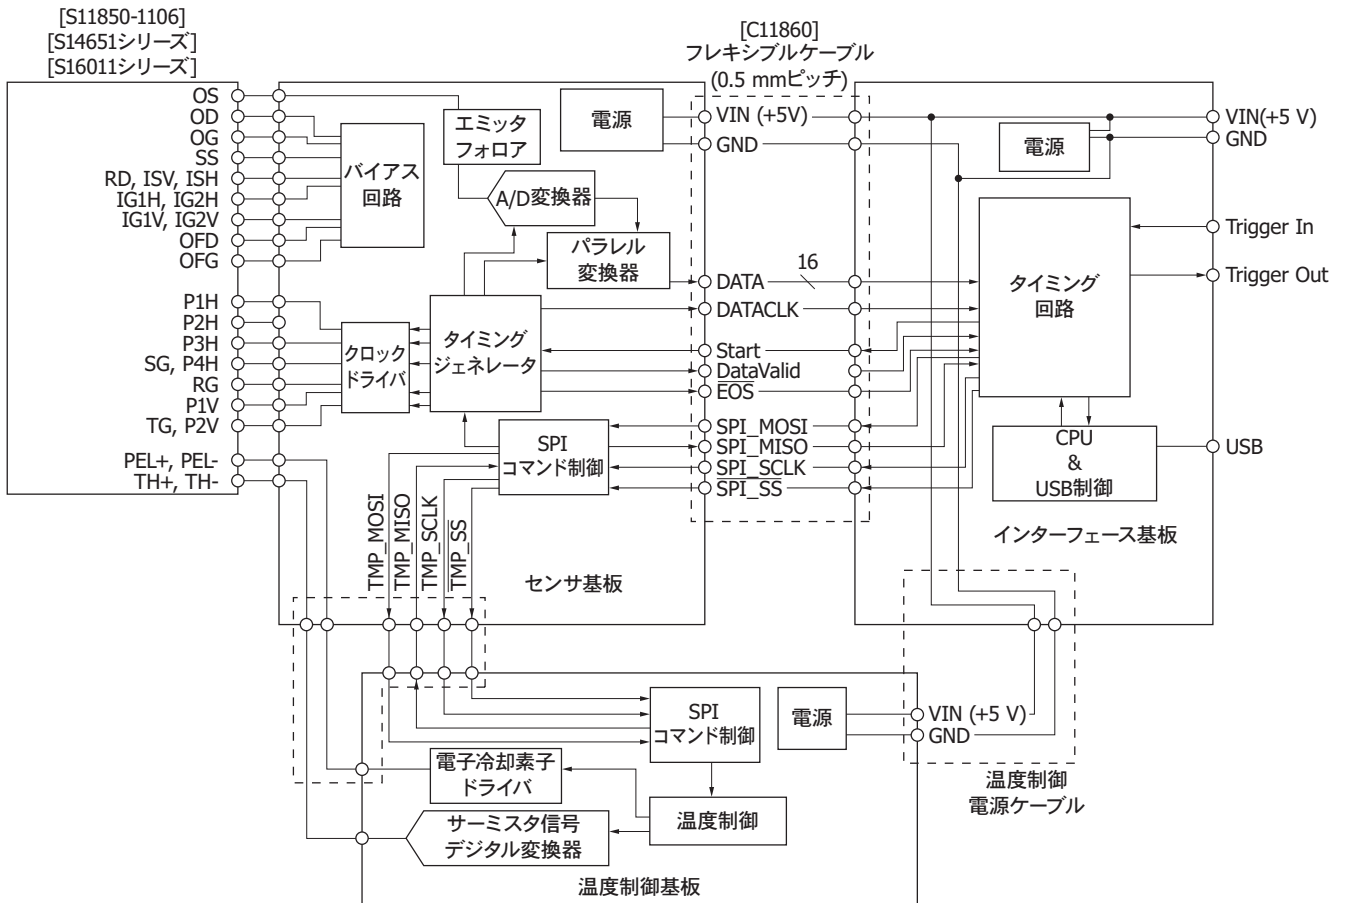 [S11850-1106]
[S14651シリーズ]
[S16011シリーズ]
[C11860]
フレキシブルケーブル
(0.5 mmピッチ)
OS
OD
OG
SS
RD, ISV, ISH
IG1H, IG2H
IG1V, IG2V
OFD
OFG
P1H
P2H
P3H
SG, P4H
RG
P1V
TG, P2V
PEL+, PEL-
TH+, TH-
バイアス
回路
エミッタ
フォロア
電源
A/D変換器
パラレル
変換器
クロック
ドライバ
タイミング
ジェネレータ
SPI
コマンド制御
TMP_MOSI
TMP_MISO
TMP_SCLK
TMP_SS
センサ基板
VIN (+5V)
GND
DATA
16
DATACLK
Start
DataValid
EOS
SPI_MOSI
SPI_MISO
SPI_SCLK
SPI_SS
電源
タイミング
回路
CPU
&
USB制御
インターフェース基板
VIN(+5 V)
GND
Trigger In
Trigger Out
USB
SPI
コマンド制御
電源
VIN (+5 V)
GND
電子冷却素子
ドライバ
温度制御
サーミスタ信号
デジタル変換器
温度制御基板
温度制御
電源ケーブル